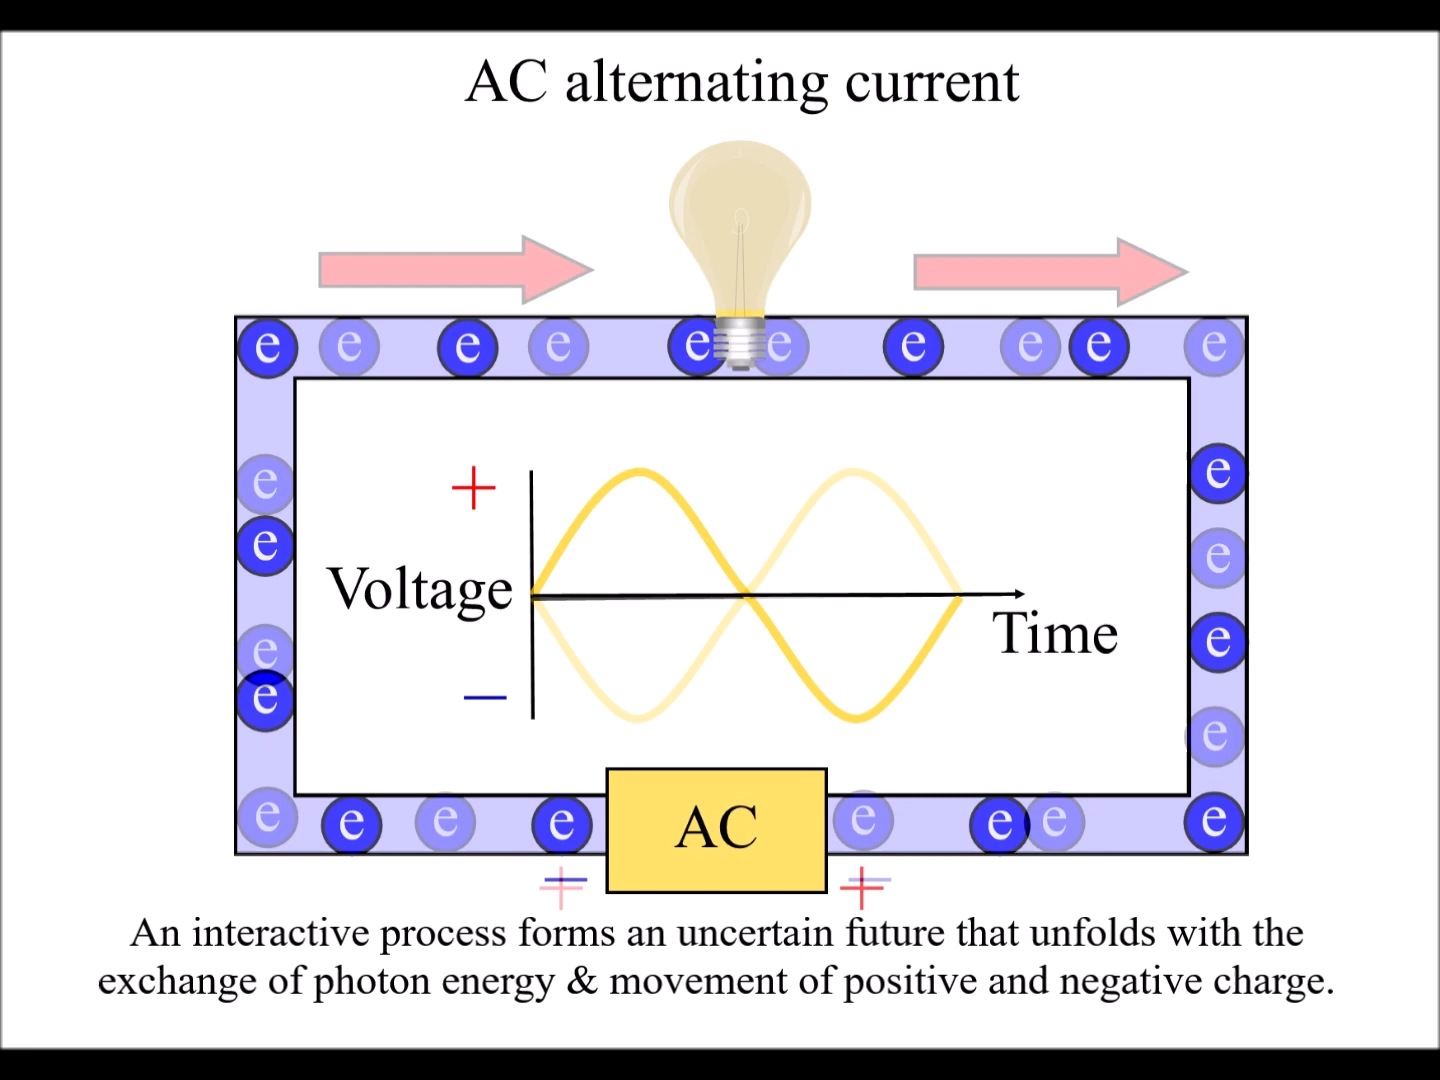 AC alternating current
e e e e e e e e e e
e e
e e
+
Voltage
Time
e e
−
e e
e e e e AC e e e e
− + − +
An interactive process forms an uncertain future that unfolds with the
exchange of photon energy & movement of positive and negative charge.